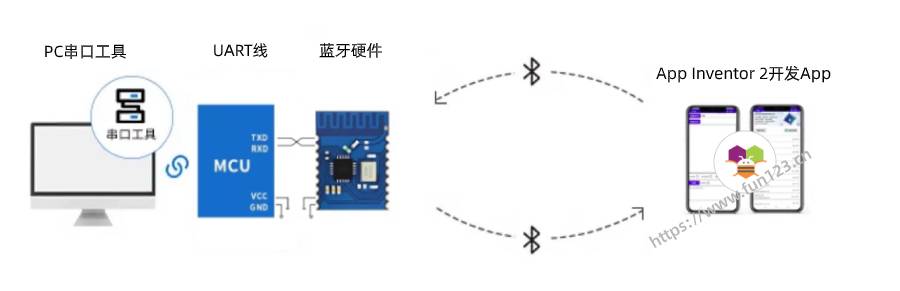 PC串口工具
UART线
蓝牙硬件
App Inventor 2开发App
串口工具
TXD
RXD
MCU
VCC
GND
https://www.fun123.cn